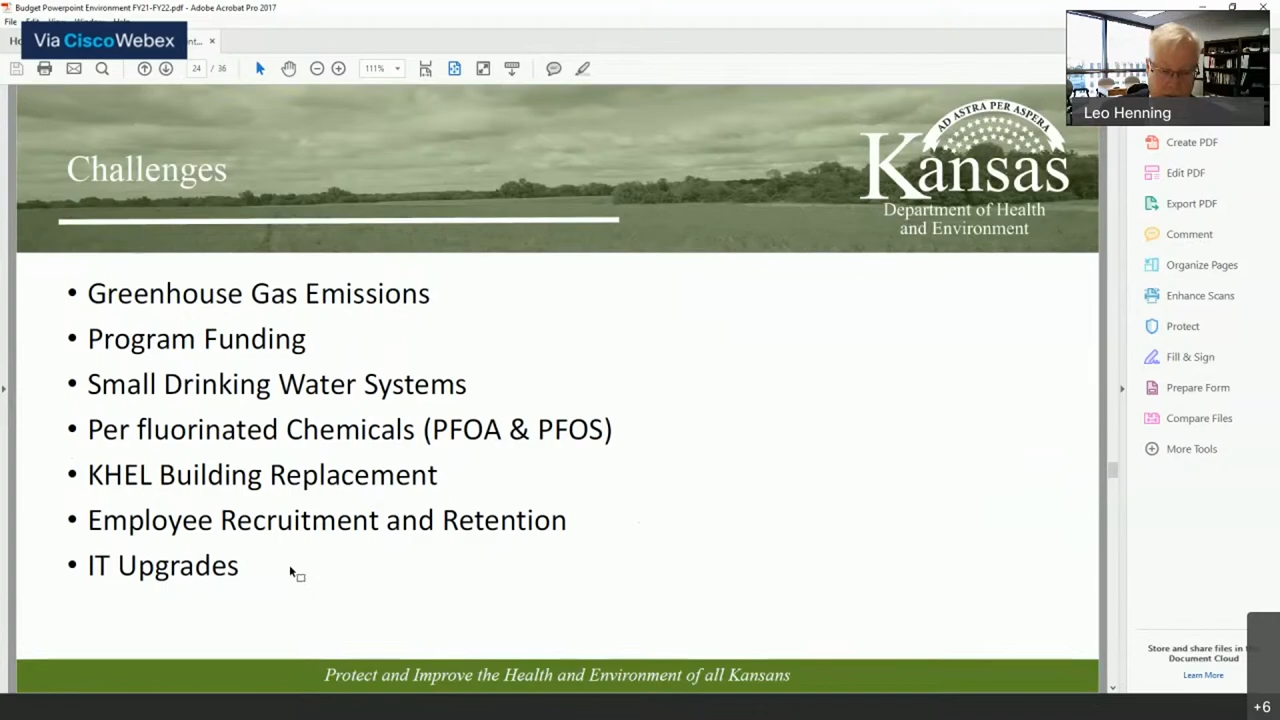 Budget Powerpoint Environment FY21-FY22.pdf - Adobe Acrobat Pro 2017
File
Via CiscoWebex
24 / 36
111%
Leo Henning
Challenges
AD ASTRA PER ASPERA
Kansas
Department of Health
and Environment
• Greenhouse Gas Emissions
• Program Funding
• Small Drinking Water Systems
• Per fluorinated Chemicals (PFOA & PFOS)
• KHEL Building Replacement
• Employee Recruitment and Retention
• IT Upgrades
Protect and Improve the Health and Environment of all Kansans
Create PDF
Edit PDF
Export PDF
Comment
Organize Pages
Enhance Scans
Protect
Fill & Sign
Prepare Form
Compare Files
More Tools
Store and share files in
Document Cloud
Learn More
+6